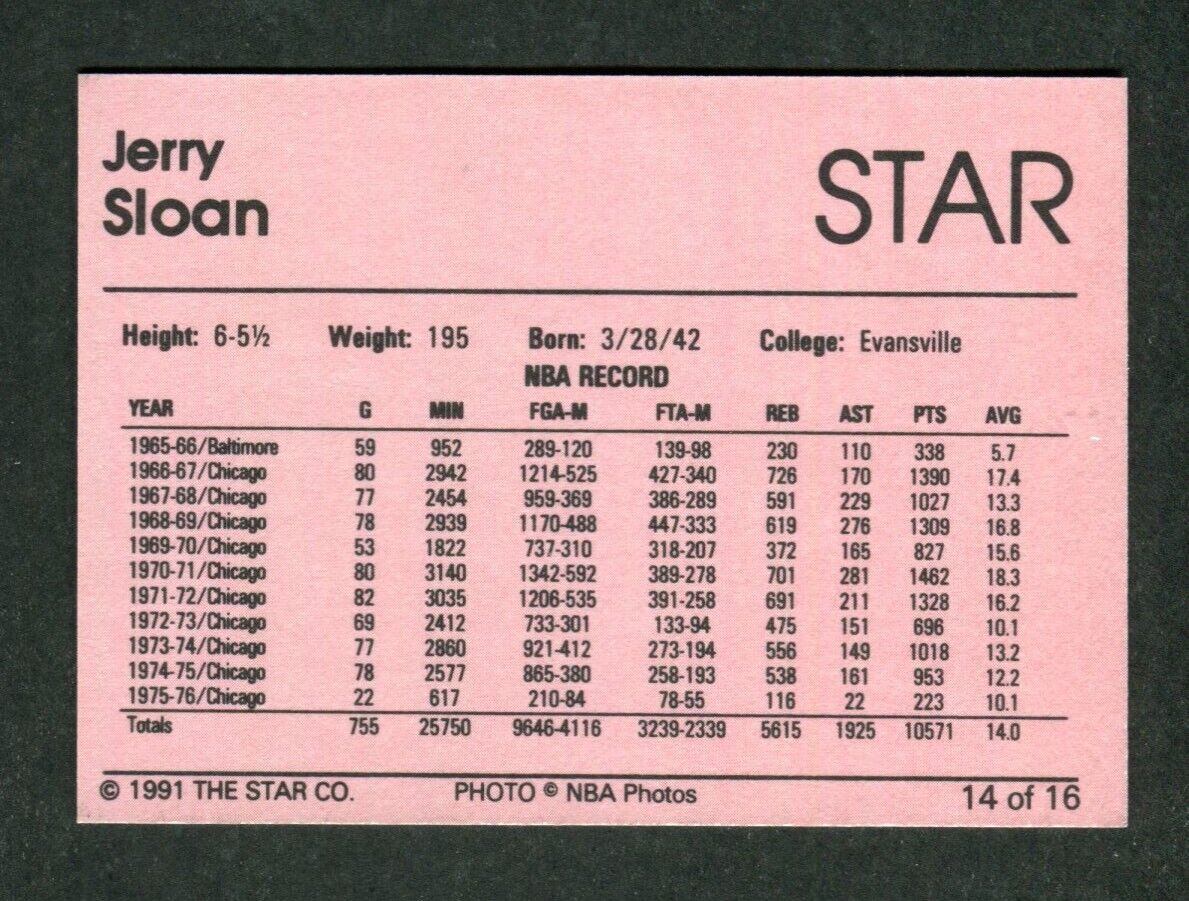 Jerry
Sloan
STAR
Height: 6-5½ Weight: 195 Born: 3/28/42 College: Evansville
NBA RECORD
YEAR G MIN FGA-M FTA-M REB AST PTS AVG
1965-66/Baltimore 59 952 289-120 139-98 230 110 338 5.7
1966-67/Chicago 80 2942 1214-525 427-340 726 170 1390 17.4
1967-68/Chicago 77 2454 959-369 386-289 591 229 1027 13.3
1968-69/Chicago 78 2939 1170-488 447-333 619 276 1309 16.8
1969-70/Chicago 53 1822 737-310 318-207 372 165 827 15.6
1970-71/Chicago 80 3140 1342-592 389-278 701 281 1462 18.3
1971-72/Chicago 82 3035 1206-535 391-258 691 211 1328 16.2
1972-73/Chicago 69 2412 733-301 133-94 475 151 696 10.1
1973-74/Chicago 77 2860 921-412 273-194 556 149 1018 13.2
1974-75/Chicago 78 2577 865-380 258-193 538 161 953 12.2
1975-76/Chicago 22 617 210-84 78-55 116 22 223 10.1
Totals 755 25750 9646-4116 3239-2339 5615 1925 10571 14.0
© 1991 THE STAR CO. PHOTO © NBA Photos 14 of 16